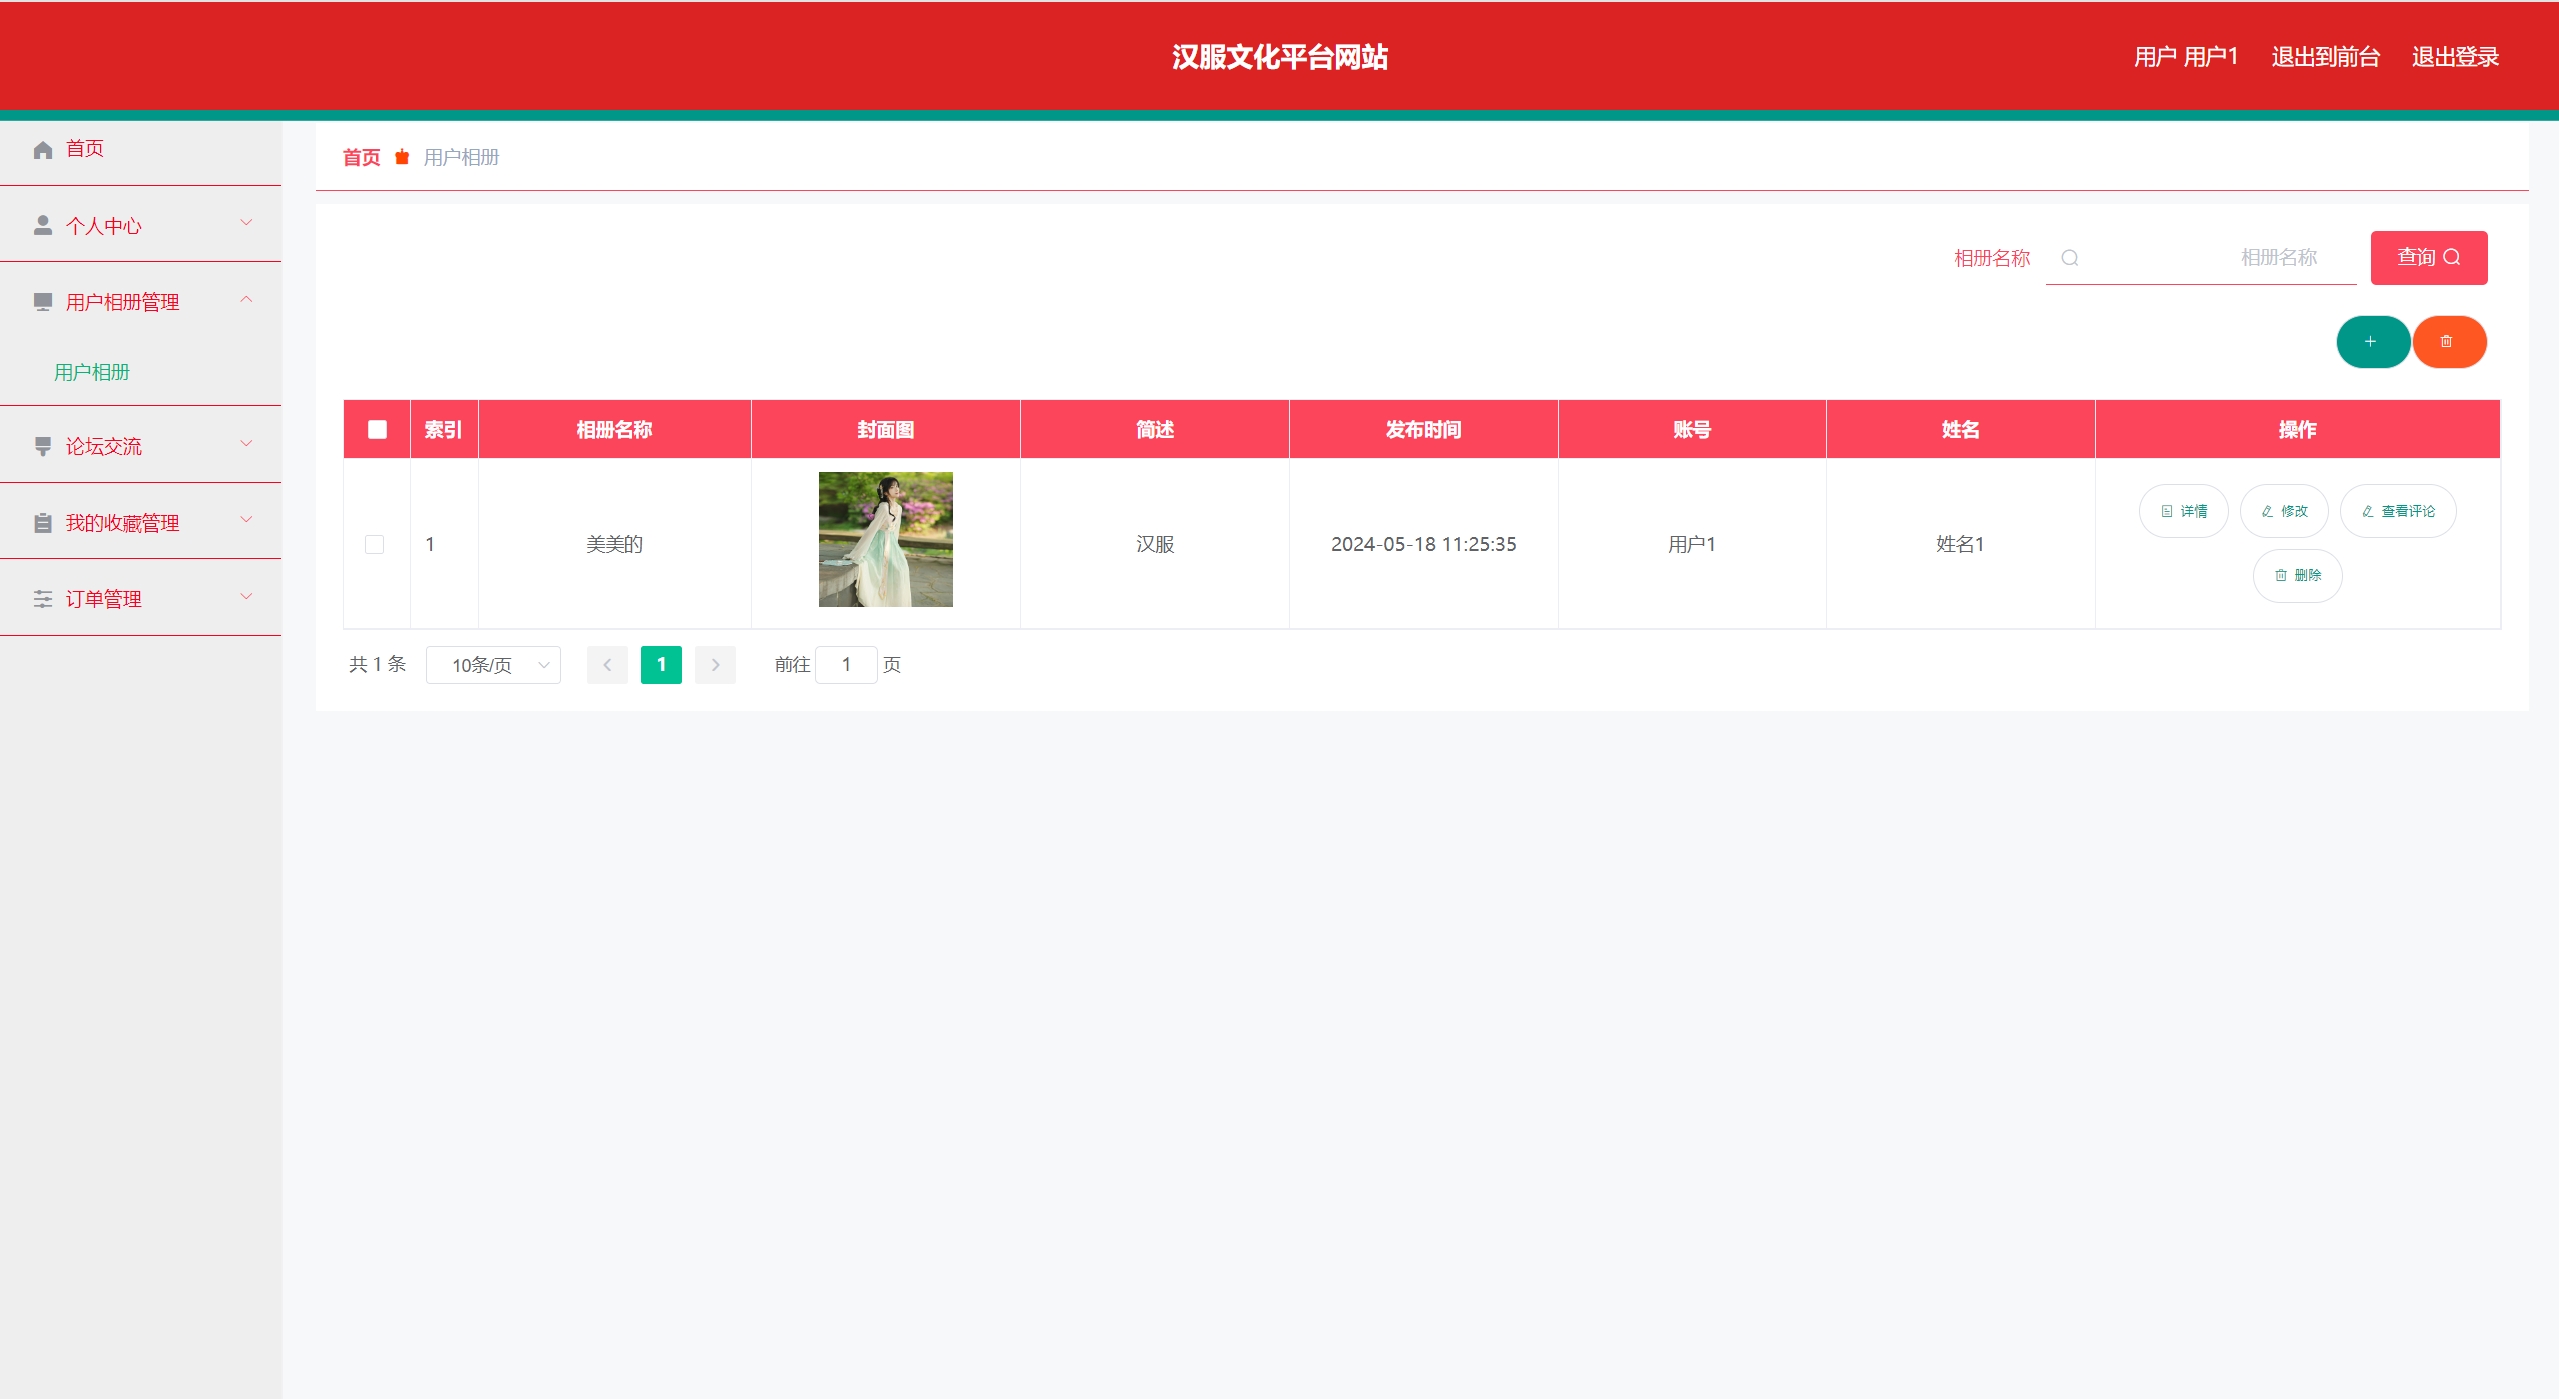 汉服文化平台网站
用户 用户1 退出到前台 退出登录
首页
个人中心
用户相册管理
用户相册
论坛交流
我的收藏管理
订单管理
首页 用户相册
相册名称 相册名称 查询
索引 相册名称 封面图 简述 发布时间 账号 姓名 操作
1 美美的 汉服 2024-05-18 11:25:35 用户1 姓名1
详情 修改 查看评论
删除
共 1 条 10条/页 1 前往 1 页